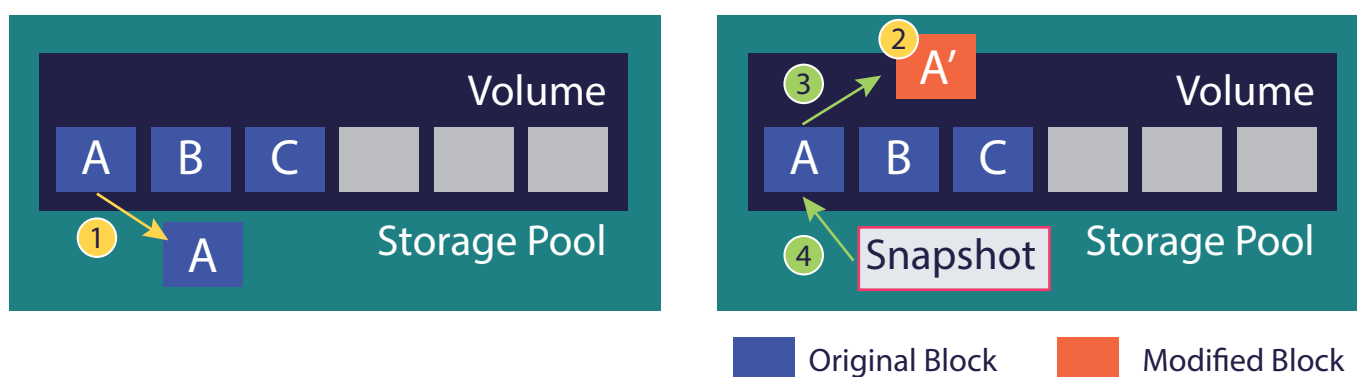 Volume
A B C
1
A
Storage Pool
2
A′
3
Volume
A B C
4
Snapshot
Storage Pool
Original Block
Modified Block